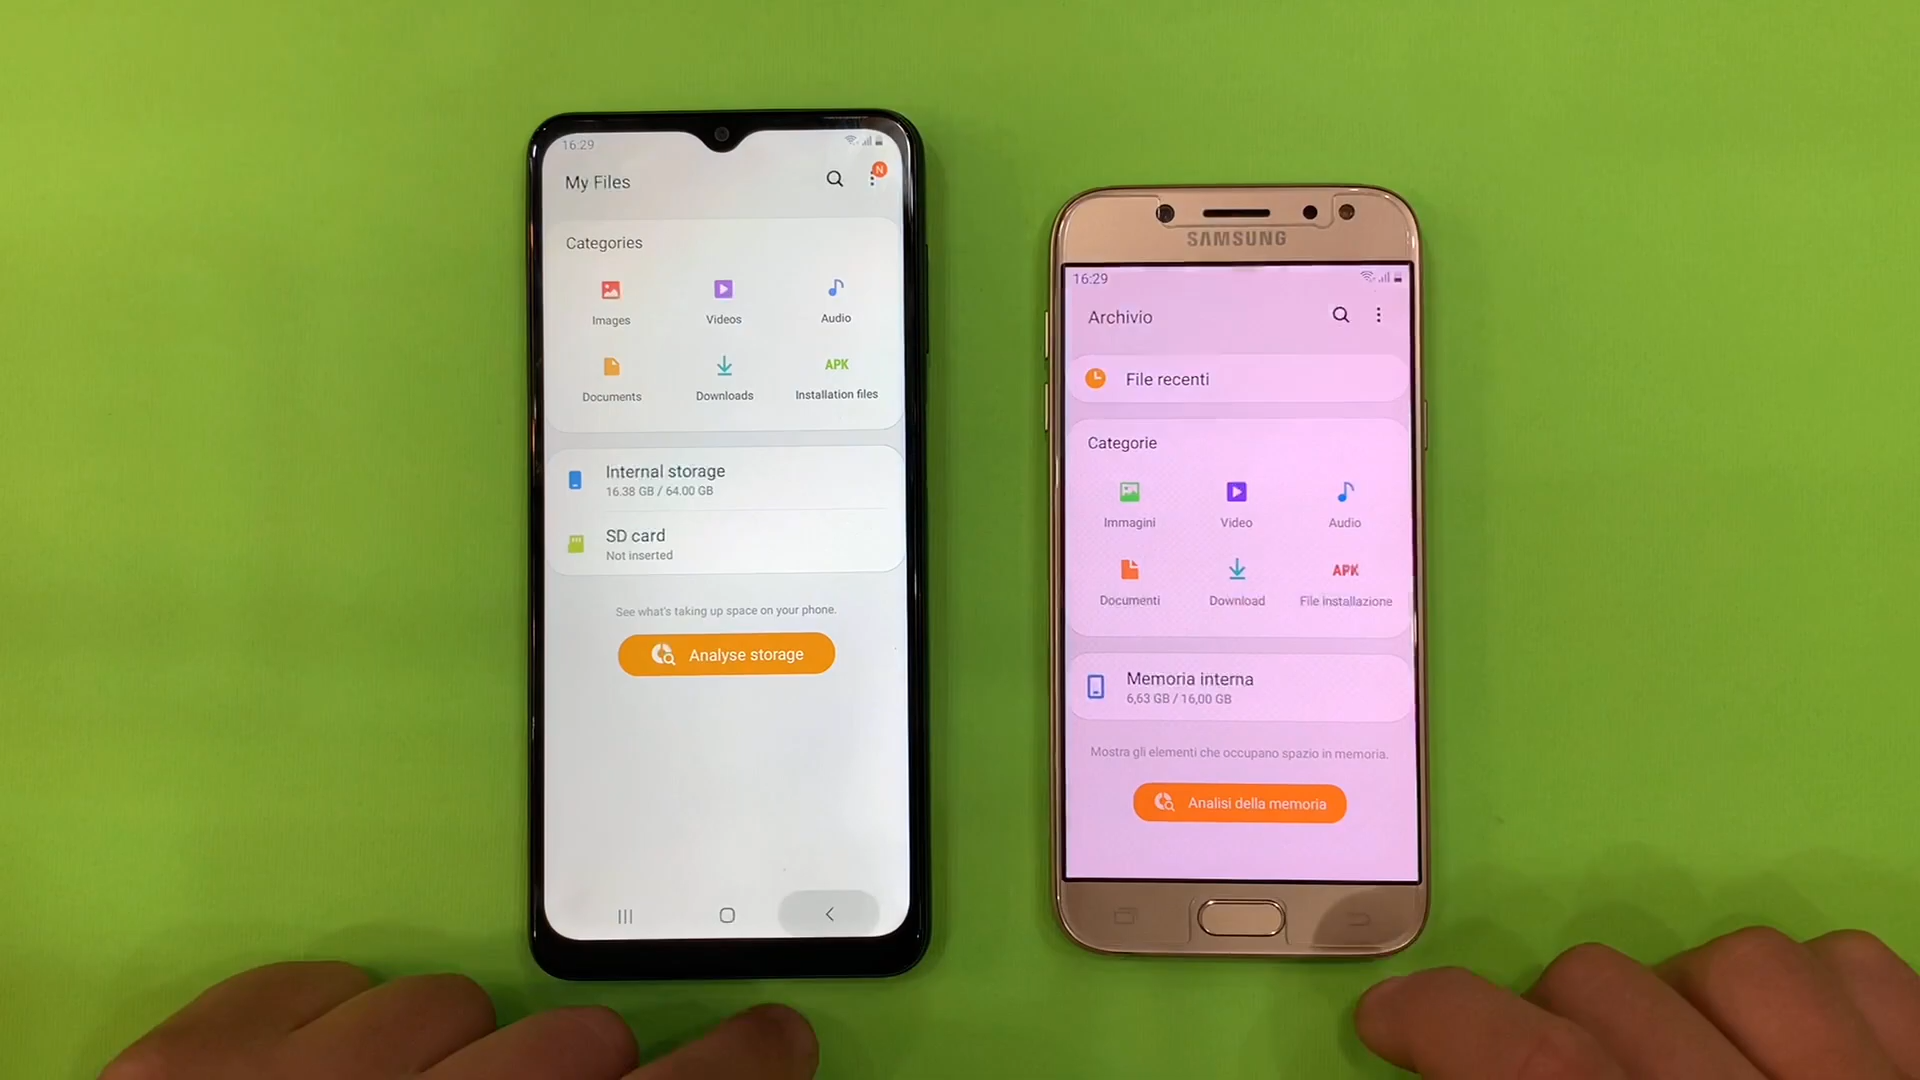 16:29
My Files
N
Categories
Images
Videos
Audio
Documents
Downloads
APK
Installation files
Internal storage
16.38 GB / 64.00 GB
SD card
Not inserted
See what's taking up space on your phone.
Analyse storage
SAMSUNG
16:29
Archivio
File recenti
Categorie
Immagini
Video
Audio
Documenti
Download
APK
File installazione
Memoria interna
6,63 GB / 16,00 GB
Mostra gli elementi che occupano spazio in memoria.
Analisi della memoria